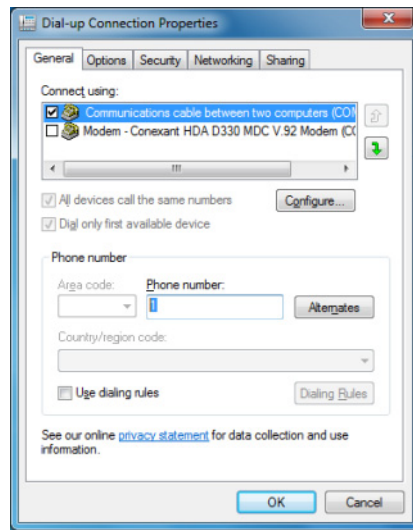 Dial-up Connection Properties
General Options Security Networking Sharing
Connect using:
Communications cable between two computers (COM
Modem - Conexant HDA D330 MDC V.92 Modem (CO
All devices call the same numbers
Configure...
Dial only first available device
Phone number
Area code: Phone number:
1
Alternates
Country/region code:
Use dialing rules
Dialing Rules
See our online privacy statement for data collection and use
information.
OK Cancel